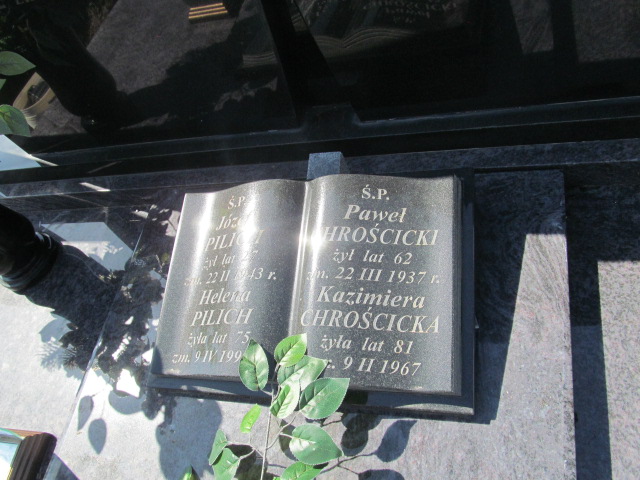 Ś.P.
PILICH
żył lat
zm. 22 II 1943 r.
Helena
PILICH
żyła lat 75
zm. 9 IV
Ś.P.
Paweł
CHROŚCICKI
żył lat 62
zm. 22 III 1937 r.
Kazimiera
CHROŚCICKA
żyła lat 81
9 II 1967